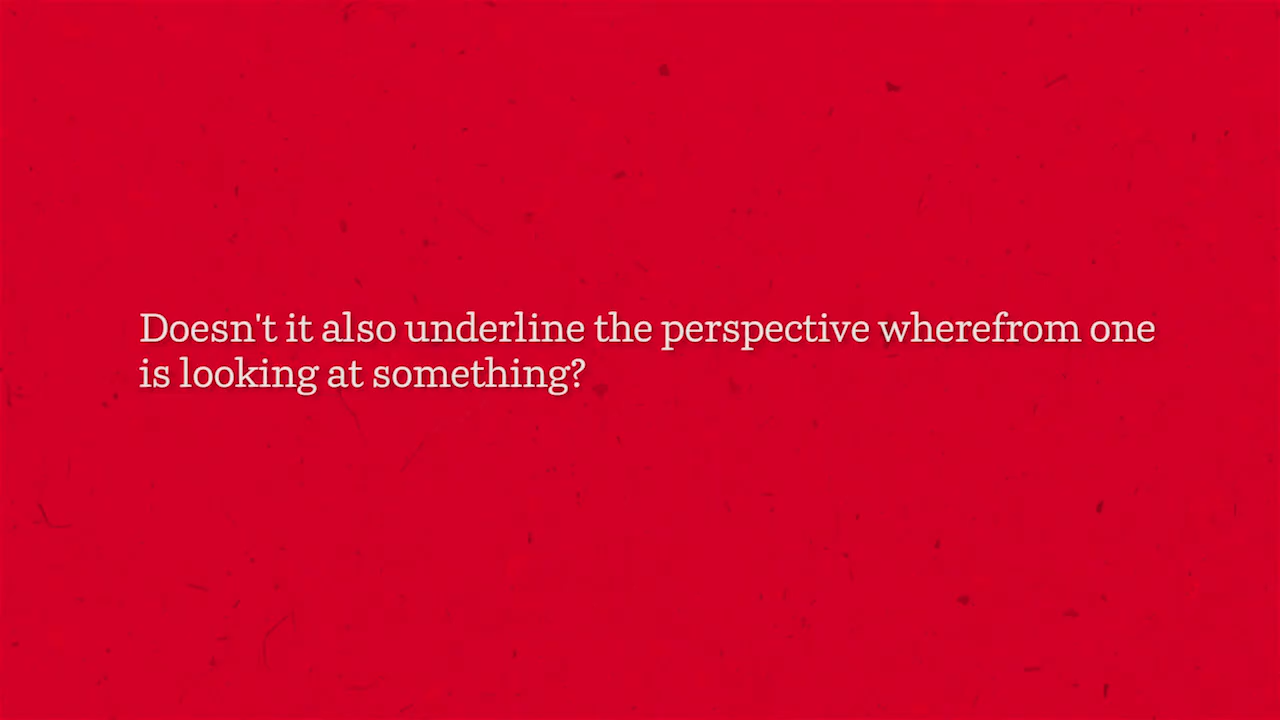 Doesn't it also underline the perspective wherefrom one
is looking at something?